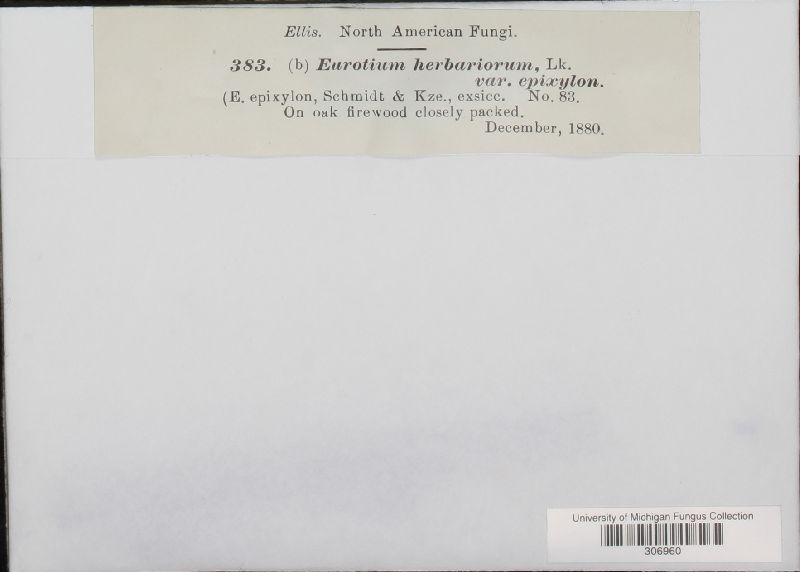 Ellis. North American Fungi.
383. (b) Eurotium herbariorum, Lk.
var. epixylon.
(E. epixylon, Schmidt & Kze., exsicc. No. 83.
On oak firewood closely packed.
December, 1880.
University of Michigan Fungus Collection
306960